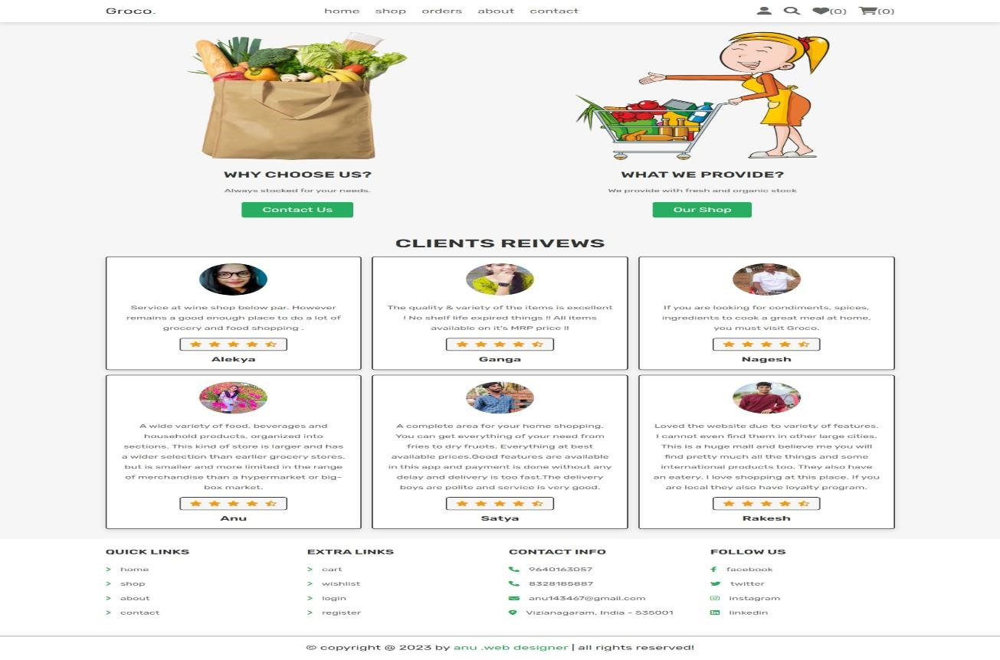 Groco.
home shop orders about contact
(0) (0)
WHY CHOOSE US?
Always stocked for your needs.
Contact Us
WHAT WE PROVIDE?
We provide with fresh and organic stock
Our Shop
CLIENTS REIVEWS
Service at wine shop below par. However
remains a good enough place to do a lot of
grocery and food shopping .
Alekya
The quality & variety of the items is excellent
! No shelf life expired things !! All items
available on it's MRP price !!
Ganga
If you are looking for condiments, spices,
ingredients to cook a great meal at home,
you must visit Groco.
Nagesh
A wide variety of food, beverages and
household products, organized into
sections. This kind of store is larger and has
a wider selection than earlier grocery stores,
but is smaller and more limited in the range
of merchandise than a hypermarket or big-
box market.
Anu
A complete area for your home shopping.
You can get everything of your need from
fries to dry fruots. Everything at best
available prices.Good features are available
in this app and payment is done without any
delay and delivery is too fast.The delivery
boys are polite and service is very good.
Satya
Loved the website due to variety of features.
I cannot even find them in other large cities.
This is a huge mall and believe me you will
find pretty much all the things and some
international products too. They also have
an eatery. I love shopping at this place. If you
are local they also have loyalty program.
Rakesh
QUICK LINKS
> home
> shop
> about
> contact
EXTRA LINKS
> cart
> wishlist
> login
> register
CONTACT INFO
9640163057
8328185887
anu143467@gmail.com
Vizianagaram, India - 535001
FOLLOW US
facebook
twitter
instagram
linkedin
© copyright @ 2023 by anu .web designer | all rights reserved!